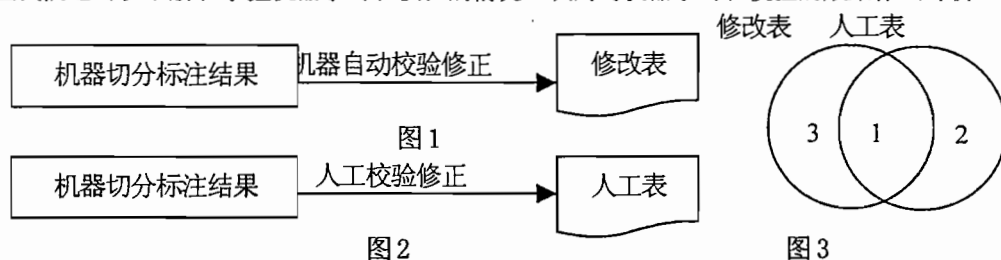 修改表 人工表
机器切分标注结果 机器自动校验修正 修改表
3 1 2
图1
机器切分标注结果 人工校验修正 人工表
图2 图3